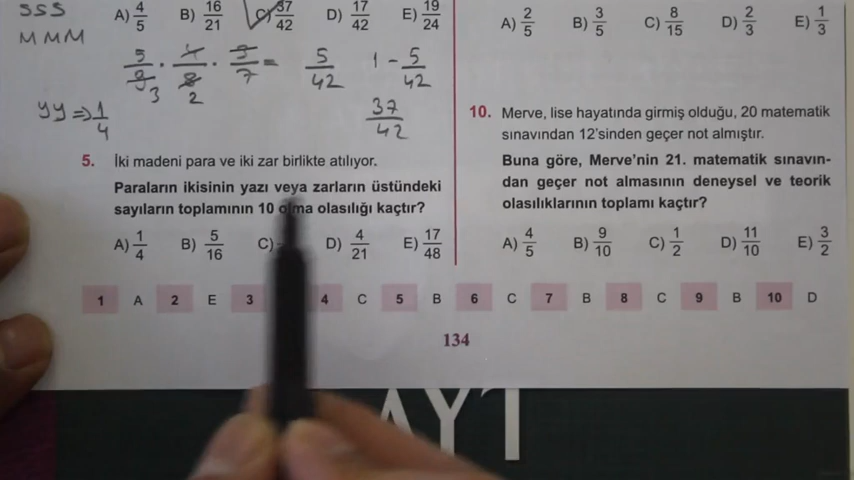 SSS
MMM
A) 4/5 B) 16/21 C) 37/42 D) 17/42 E) 19/24
5/9 3 · 4/8 2 · 3/7 = 5/42 1 - 5/42
YY => 1/4
37/42
5. İki madeni para ve iki zar birlikte atılıyor.
Paraların ikisinin yazı veya zarların üstündeki
sayıların toplamının 10 olma olasılığı kaçtır?
A) 1/4 B) 5/16 C) D) 4/21 E) 17/48
A) 2/5 B) 3/5 C) 8/15 D) 2/3 E) 1/3
10. Merve, lise hayatında girmiş olduğu, 20 matematik
sınavından 12'sinden geçer not almıştır.
Buna göre, Merve'nin 21. matematik sınavın-
dan geçer not almasının deneysel ve teorik
olasılıklarının toplamı kaçtır?
A) 4/5 B) 9/10 C) 1/2 D) 11/10 E) 3/2
1 A 2 E 3 4 C 5 B 6 C 7 B 8 C 9 B 10 D
134
AYT